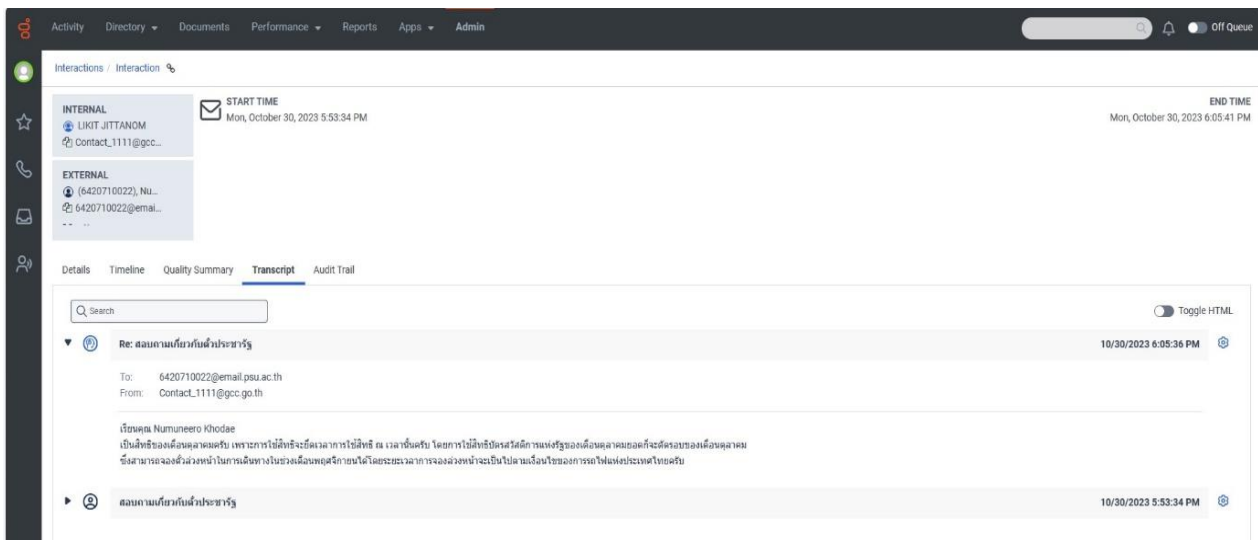 Activity Directory Documents Performance Reports Apps Admin Off Queue
Interactions / Interaction
INTERNAL
LIKIT JITTANOM
Contact_1111@gcc...
START TIME
Mon, October 30, 2023 5:53:34 PM
END TIME
Mon, October 30, 2023 6:05:41 PM
EXTERNAL
(6420710022), Nu...
6420710022@emai...
Details Timeline Quality Summary Transcript Audit Trail
Search
Toggle HTML
Re: สอบถามเกี่ยวกับตั๋วประชารัฐ 10/30/2023 6:05:36 PM
To: 6420710022@email.psu.ac.th
From: Contact_1111@gcc.go.th
เรียนคุณ Numuneero Khodae
เป็นสิทธิของเดือนตุลาคมครับ เพราะการใช้สิทธิจะยึดเวลาการใช้สิทธิ ณ เวลานั้นครับ โดยการใช้สิทธิบัตรสวัสดิการแห่งรัฐของเดือนตุลาคมยอดก็จะตัดรอบของเดือนตุลาคม
ซึ่งสามารถจองตั๋วล่วงหน้าในการเดินทางในช่วงเดือนพฤศจิกายนได้โดยระยะเวลาการจองล่วงหน้าจะเป็นไปตามเงื่อนไขของการรถไฟแห่งประเทศไทยครับ
สอบถามเกี่ยวกับตั๋วประชารัฐ 10/30/2023 5:53:34 PM